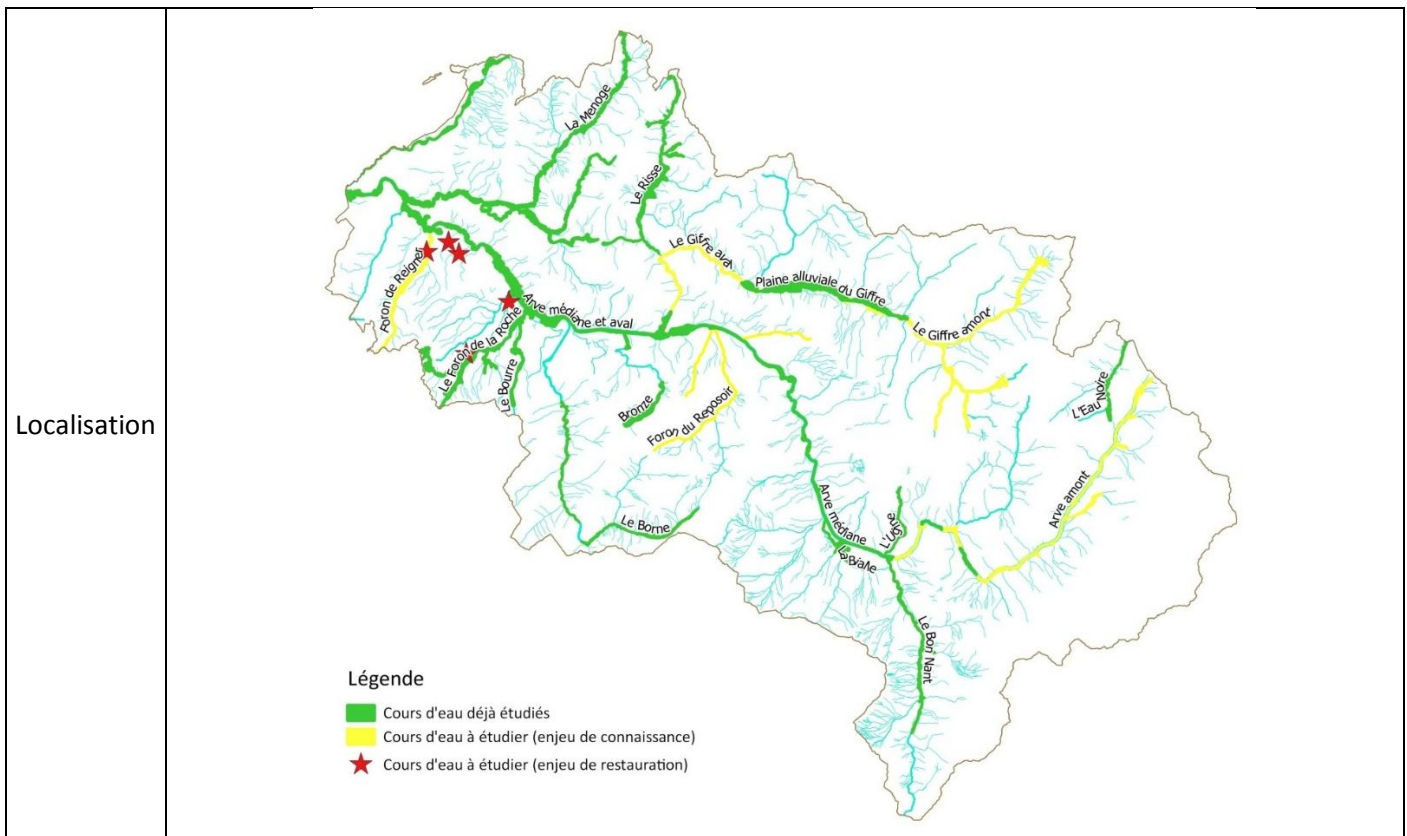 Localisation
La Menoge
Le Risse
Le Giffre aval
Foron de Reignier
Plaine alluviale du Giffre
Arve médiane et aval
Le Giffre amont
Le Foron de la Roche
Le Bourre
L'Eau Noire
Bronze
Foron du Reposoir
Arve amont
Arve médiane
L'Ugine
Le Borne
Le Bon Nant
Légende
Cours d'eau déjà étudiés
Cours d'eau à étudier (enjeu de connaissance)
Cours d'eau à étudier (enjeu de restauration)